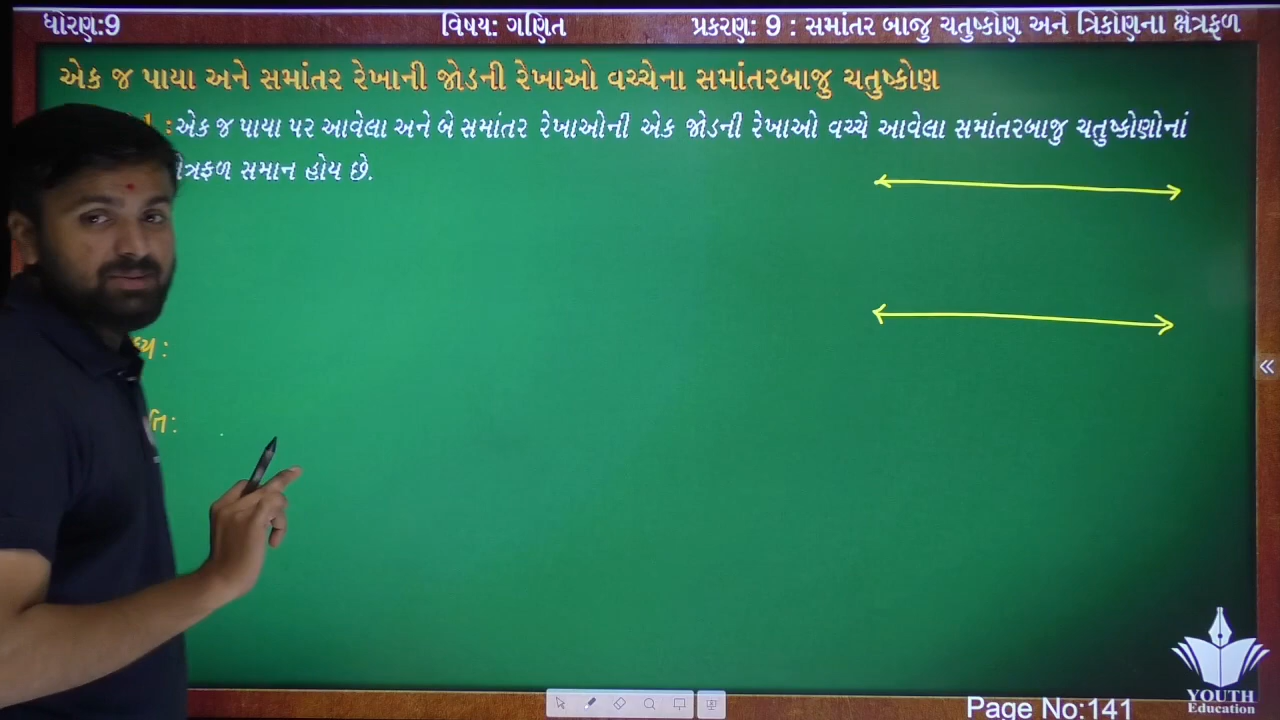 ધોરણ:9 વિષય: ગણિત પ્રકરણ: 9 : સમાંતર બાજુ ચતુષ્કોણ અને ત્રિકોણના ક્ષેત્રફળ
એક જ પાયા અને સમાંતર રેખાની જોડની રેખાઓ વચ્ચેના સમાંતરબાજુ ચતુષ્કોણ
: એક જ પાયા પર આવેલા અને બે સમાંતર રેખાઓની એક જોડની રેખાઓ વચ્ચે આવેલા સમાંતરબાજુ ચતુષ્કોણોનાં
સમાન હોય છે.
YOUTH
Education
Page No:141